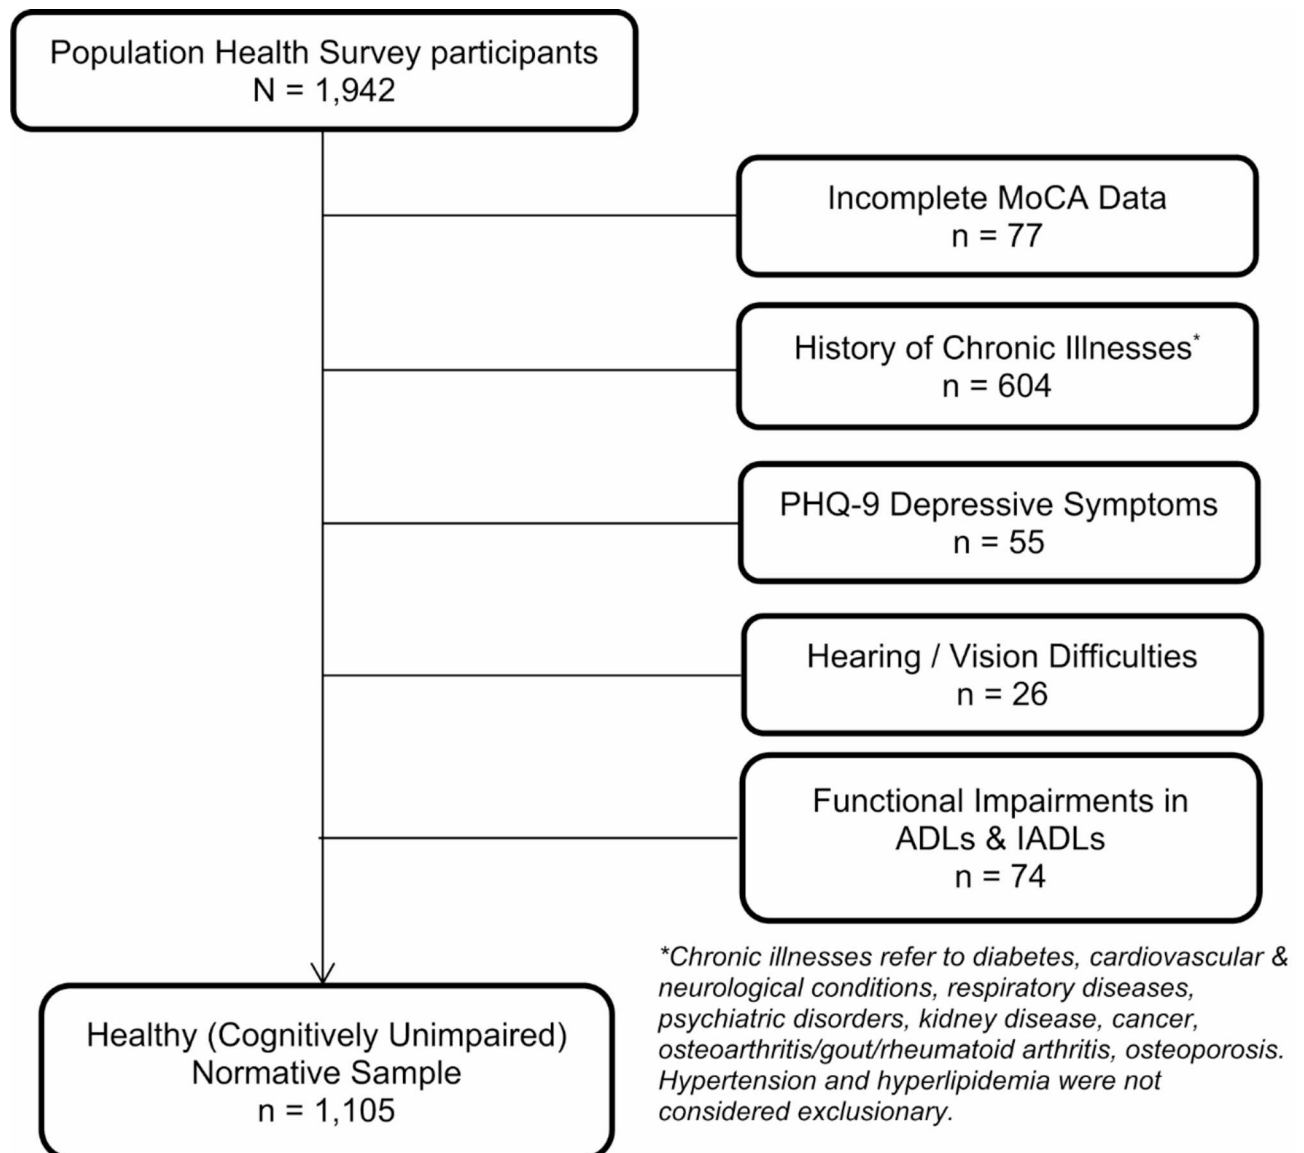 Population Health Survey participants
N = 1,942
Incomplete MoCA Data
n = 77
History of Chronic Illnesses*
n = 604
PHQ-9 Depressive Symptoms
n = 55
Hearing / Vision Difficulties
n = 26
Functional Impairments in
ADLs & IADLs
n = 74
*Chronic illnesses refer to diabetes, cardiovascular &
neurological conditions, respiratory diseases,
psychiatric disorders, kidney disease, cancer,
osteoarthritis/gout/rheumatoid arthritis, osteoporosis.
Hypertension and hyperlipidemia were not
considered exclusionary.
Healthy (Cognitively Unimpaired)
Normative Sample
n = 1,105